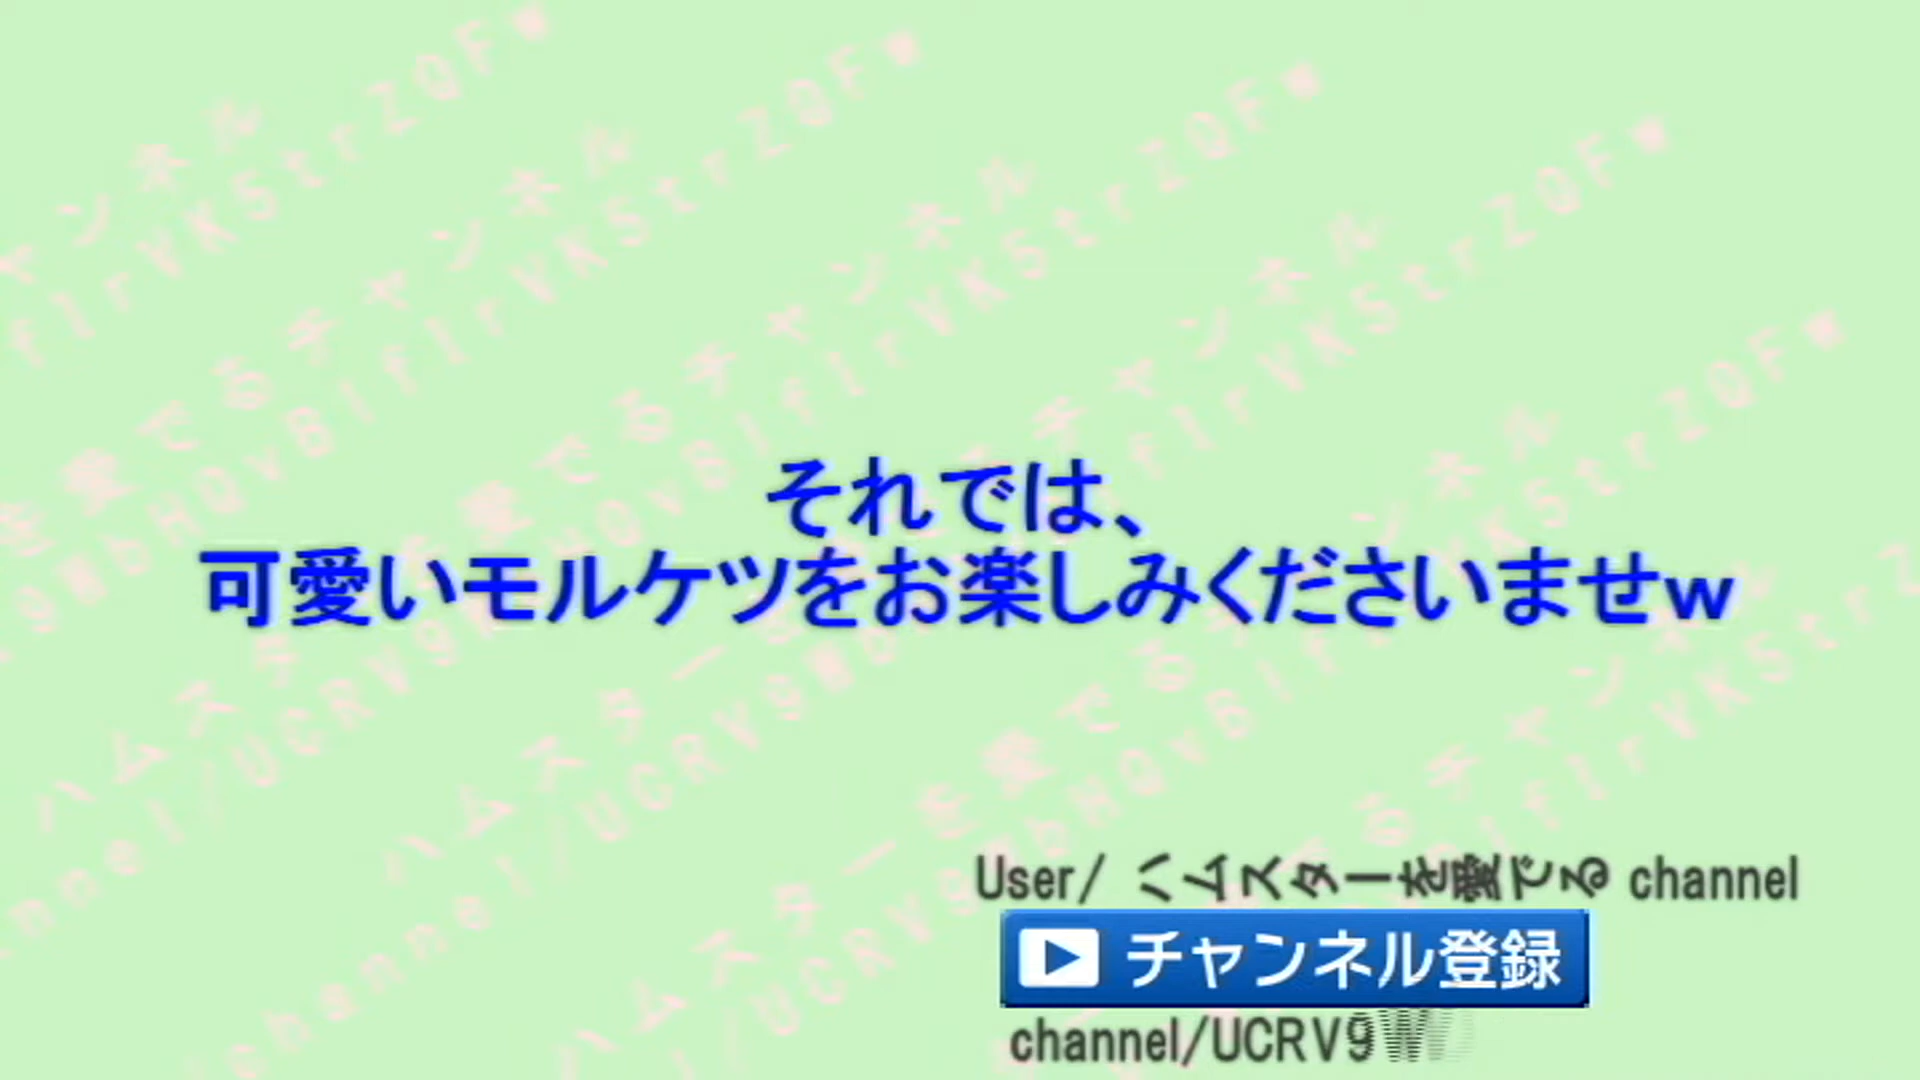 それでは、
可愛いモルケツをお楽しみくださいませw
User/ ハムスターを愛でる channel
チャンネル登録
channel/UCRV9W